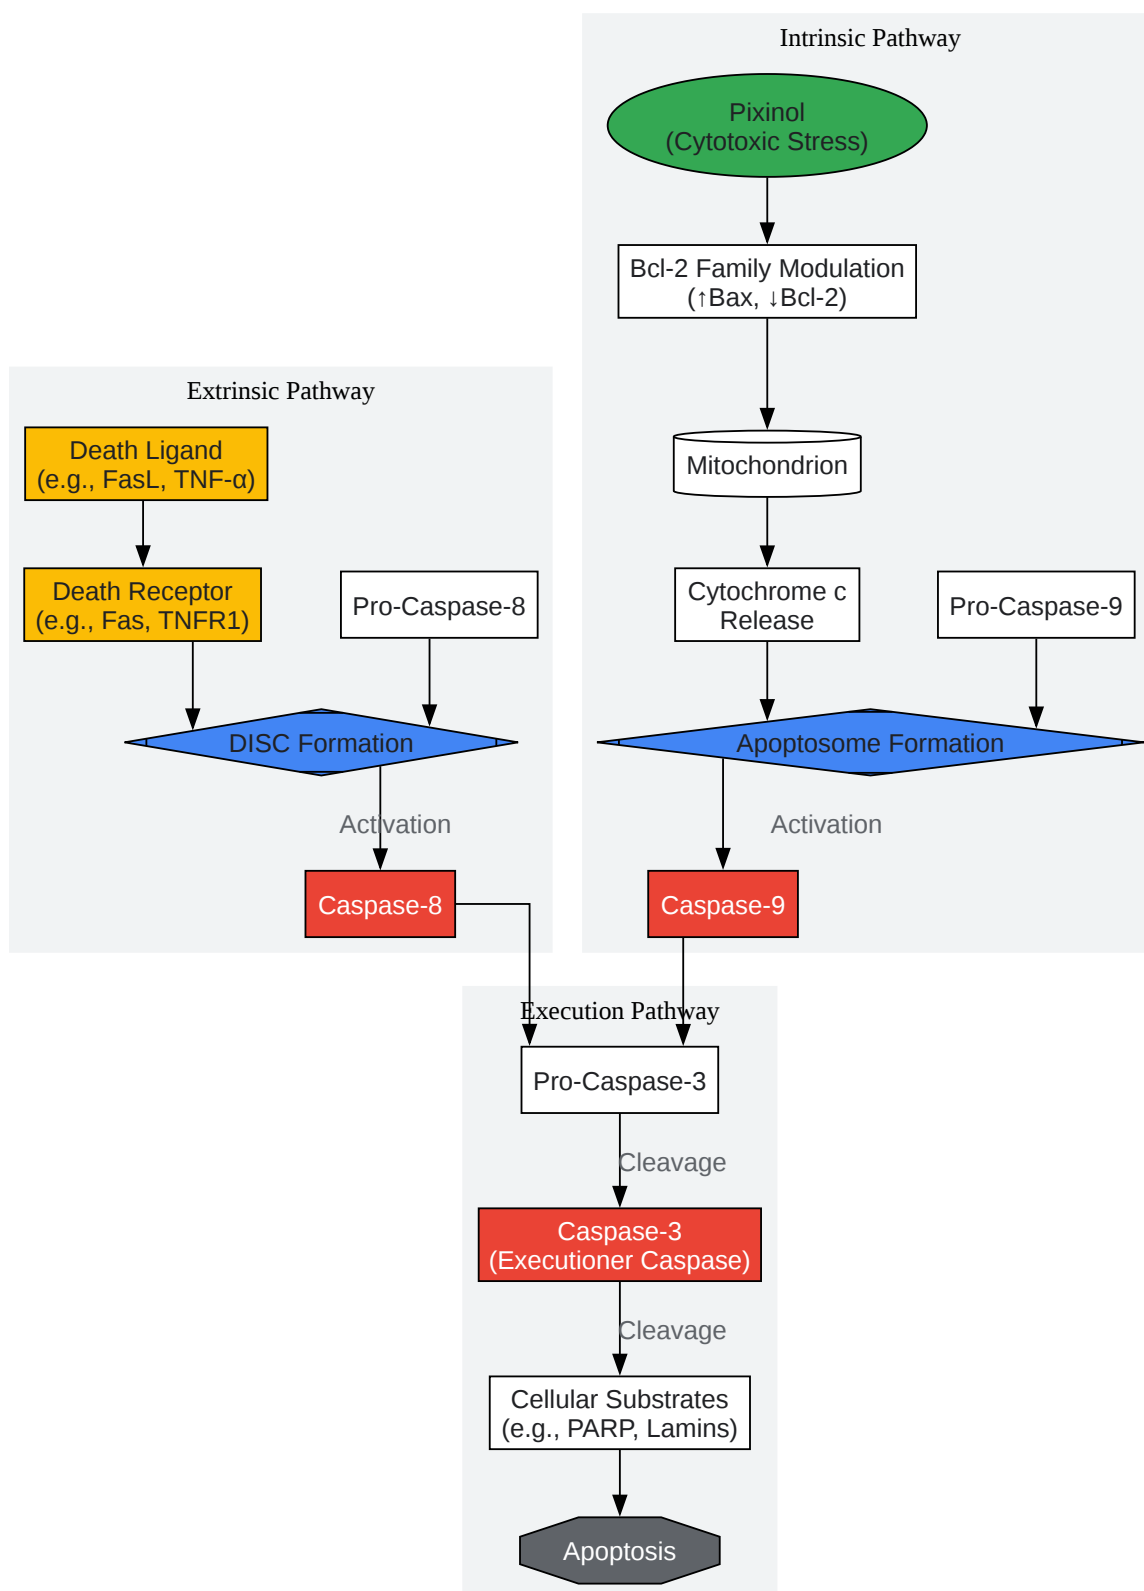 Intrinsic Pathway
Pixinol
(Cytotoxic Stress)
Bcl-2 Family Modulation
(↑Bax, ↓Bcl-2)
Mitochondrion
Cytochrome c
Release
Pro-Caspase-9
Apoptosome Formation
Activation
Caspase-9
Extrinsic Pathway
Death Ligand
(e.g., FasL, TNF-α)
Death Receptor
(e.g., Fas, TNFR1)
Pro-Caspase-8
DISC Formation
Activation
Caspase-8
Execution Pathway
Pro-Caspase-3
Cleavage
Caspase-3
(Executioner Caspase)
Cleavage
Cellular Substrates
(e.g., PARP, Lamins)
Apoptosis